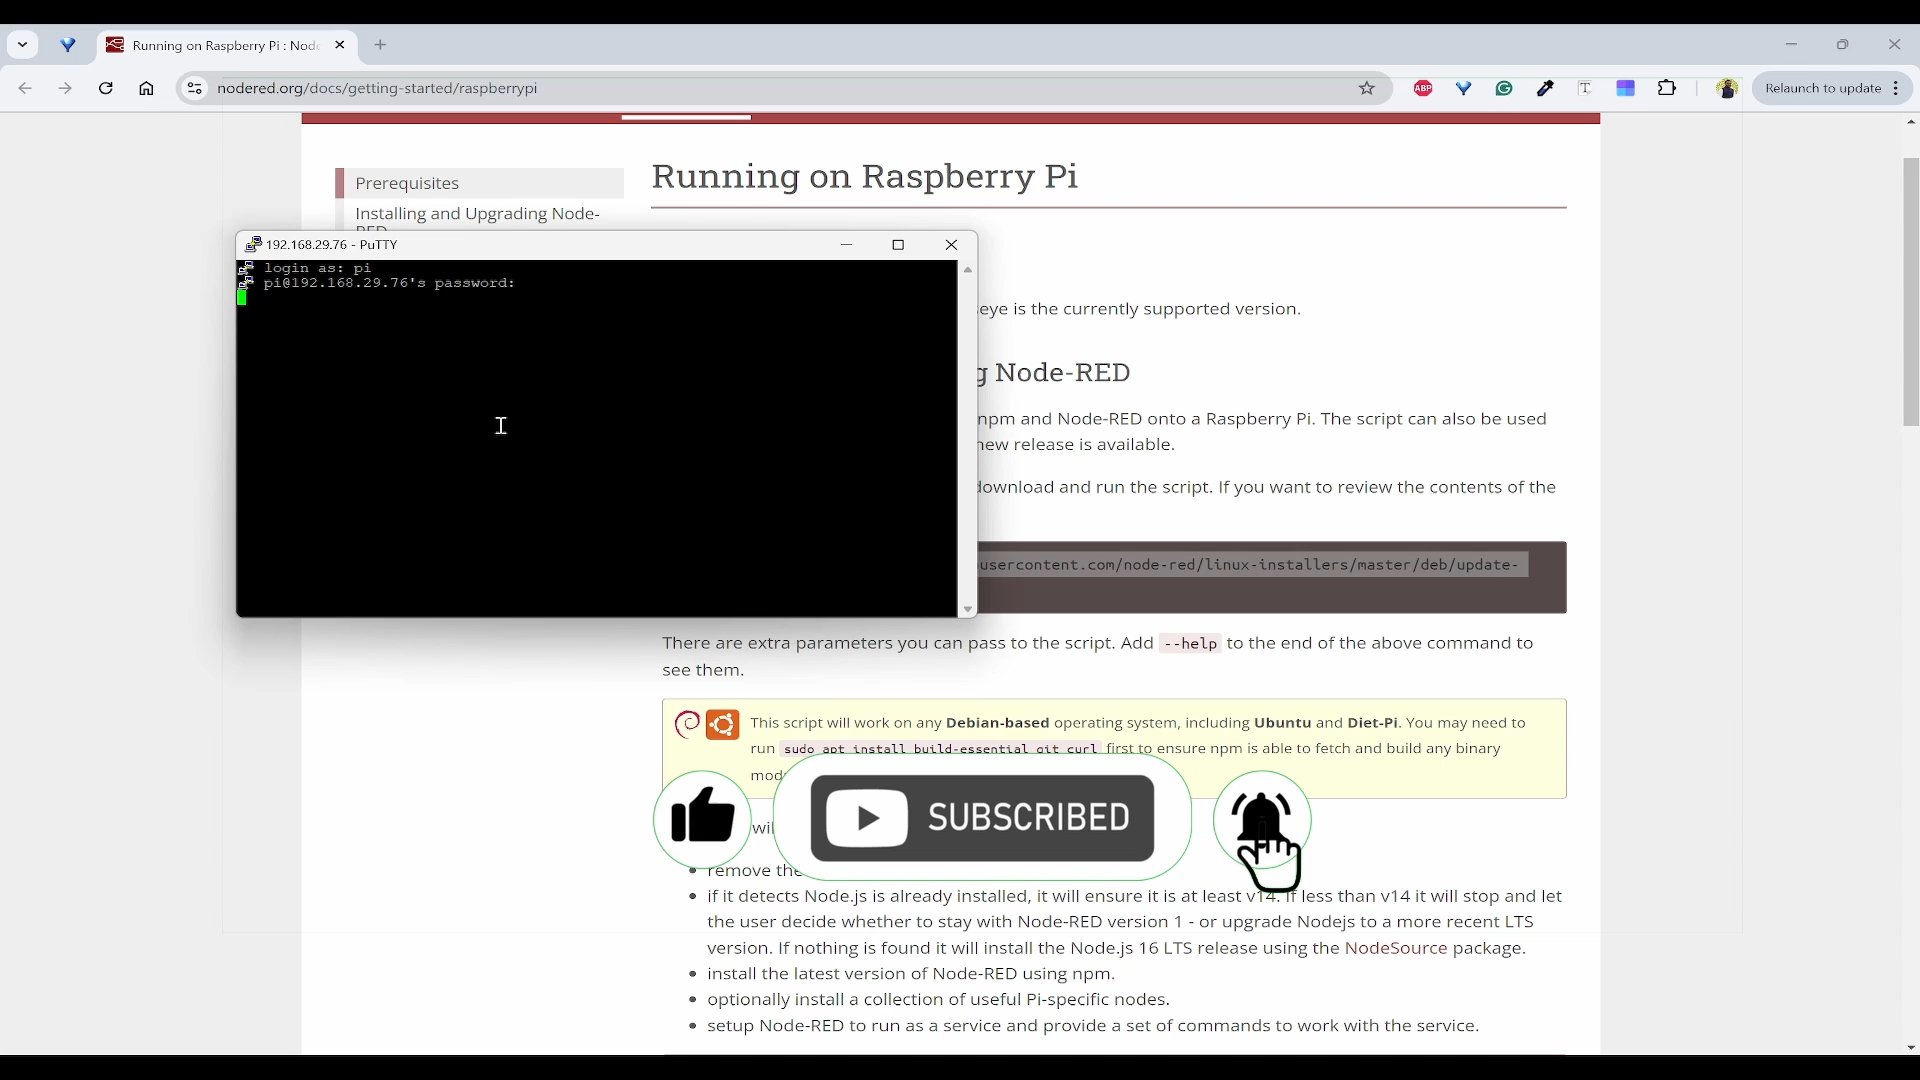 Running on Raspberry Pi : Node
nodered.org/docs/getting-started/raspberrypi
ABP
Relaunch to update
Prerequisites
Installing and Upgrading Node-
RED
Running on Raspberry Pi
192.168.29.76 - PuTTY
login as: pi
pi@192.168.29.76's password:
eye is the currently supported version.
g Node-RED
npm and Node-RED onto a Raspberry Pi. The script can also be used
new release is available.
download and run the script. If you want to review the contents of the
usercontent.com/node-red/linux-installers/master/deb/update-
There are extra parameters you can pass to the script. Add --help to the end of the above command to
see them.
This script will work on any Debian-based operating system, including Ubuntu and Diet-Pi. You may need to
run sudo apt install build-essential git curl first to ensure npm is able to fetch and build any binary
SUBSCRIBED
remove the
if it detects Node.js is already installed, it will ensure it is at least v14. If less than v14 it will stop and let
the user decide whether to stay with Node-RED version 1 - or upgrade Nodejs to a more recent LTS
version. If nothing is found it will install the Node.js 16 LTS release using the NodeSource package.
install the latest version of Node-RED using npm.
optionally install a collection of useful Pi-specific nodes.
setup Node-RED to run as a service and provide a set of commands to work with the service.